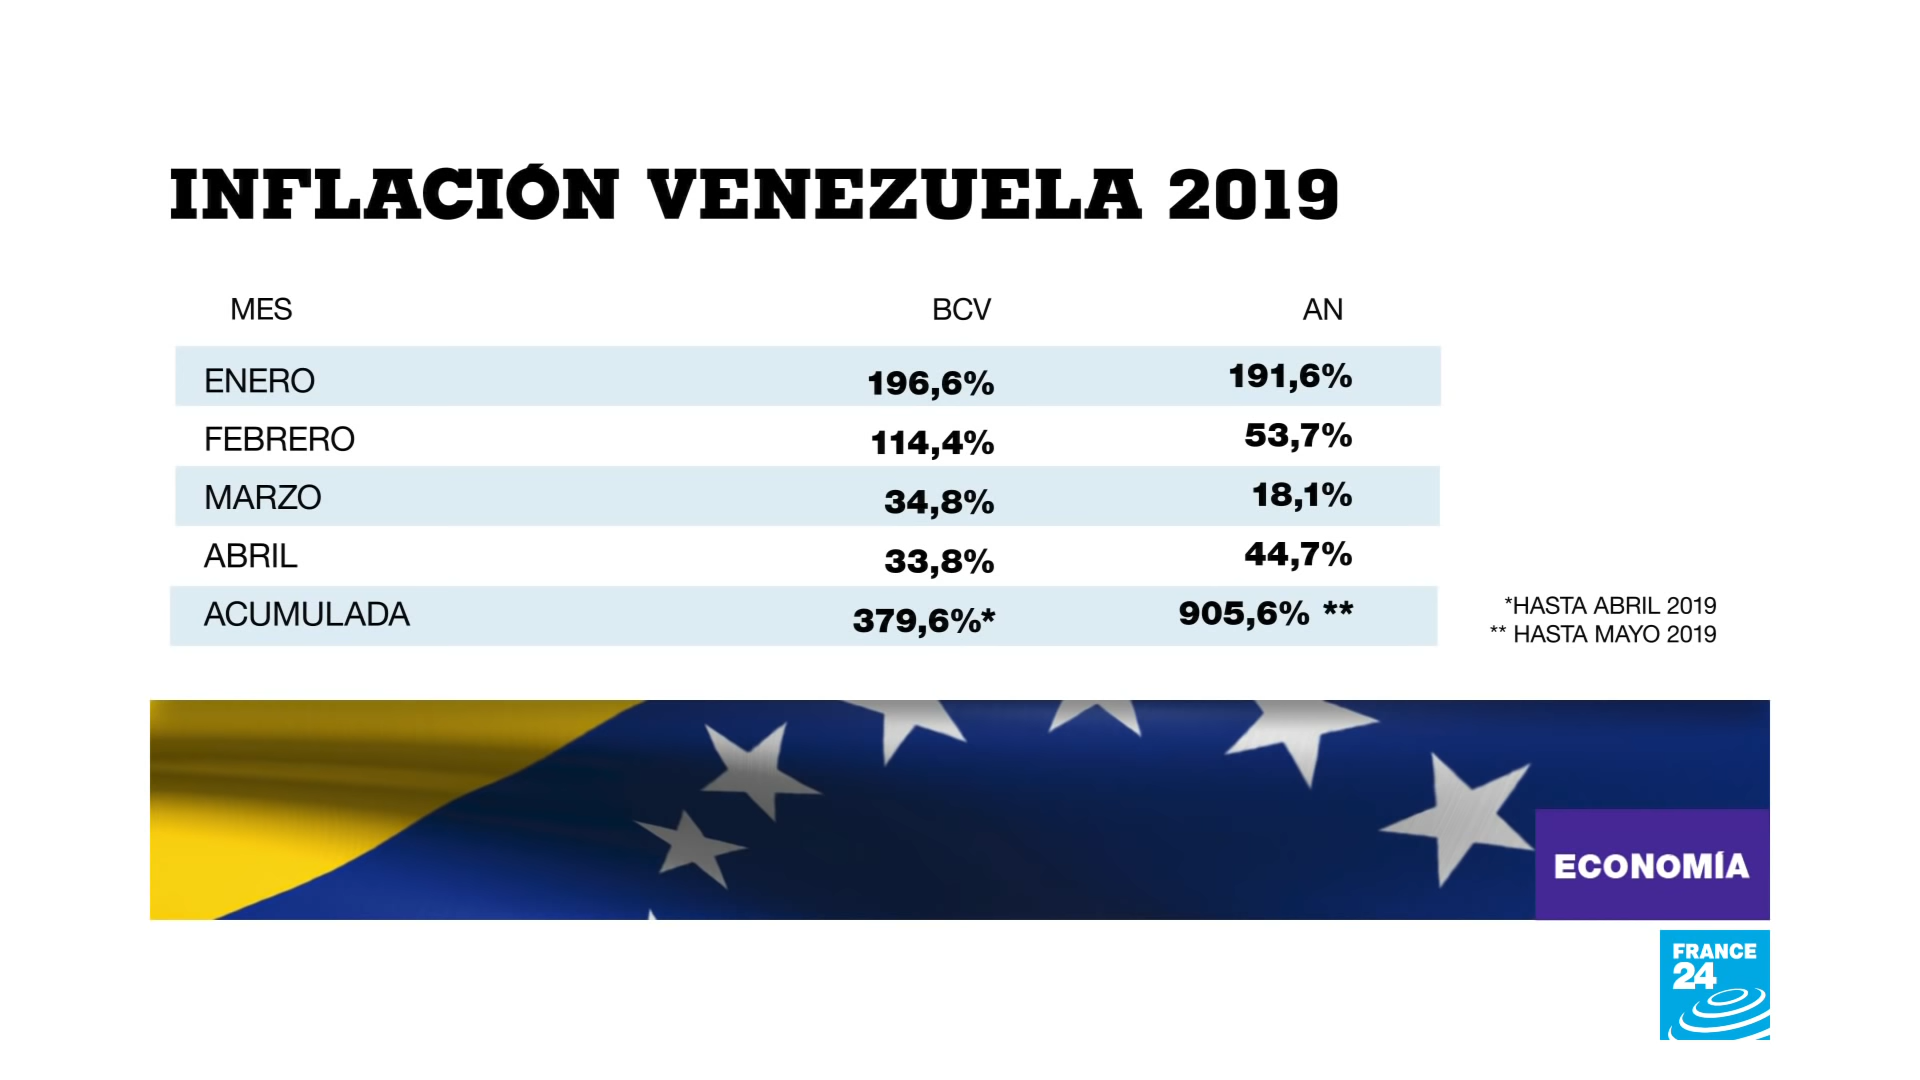 INFLACIÓN VENEZUELA 2019
MES BCV AN
ENERO 196,6% 191,6%
FEBRERO 114,4% 53,7%
MARZO 34,8% 18,1%
ABRIL 33,8% 44,7%
ACUMULADA 379,6%* 905,6% **
*HASTA ABRIL 2019
** HASTA MAYO 2019
ECONOMÍA
FRANCE
24